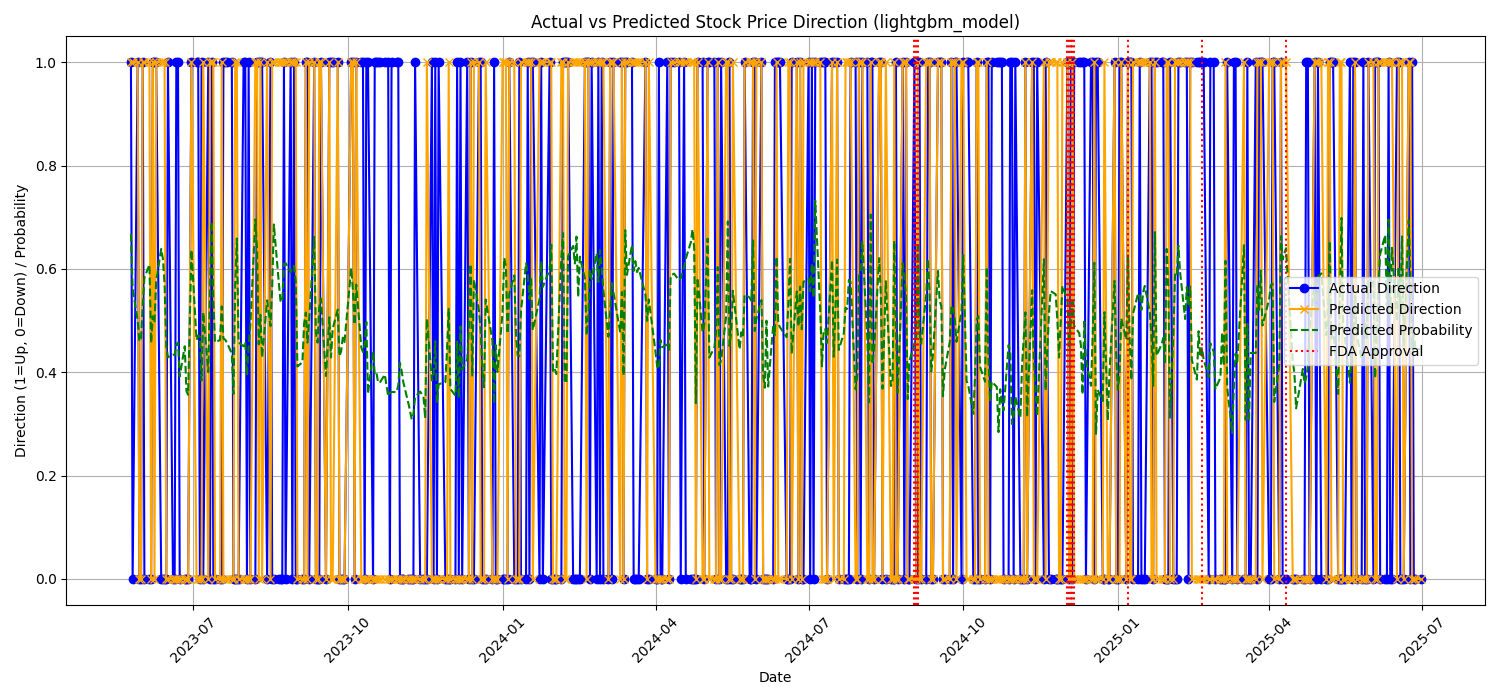 Actual vs Predicted Stock Price Direction (lightgbm_model)
Direction (1=Up, 0=Down) / Probability
1.0
0.8
0.6
0.4
0.2
0.0
Actual Direction
Predicted Direction
Predicted Probability
FDA Approval
2023-07
2023-10
2024-01
2024-04
2024-07
2024-10
2025-01
2025-04
2025-07
Date